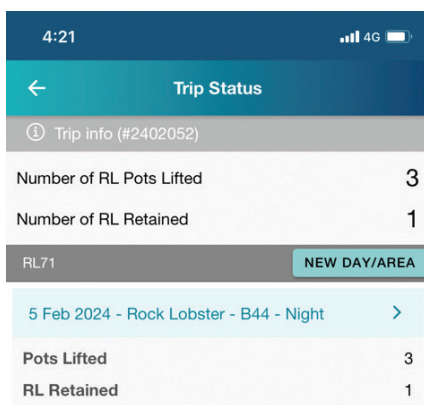 4:21 4G
Trip Status
Trip info (#2402052)
Number of RL Pots Lifted 3
Number of RL Retained 1
RL71 NEW DAY/AREA
5 Feb 2024 - Rock Lobster - B44 - Night
Pots Lifted 3
RL Retained 1